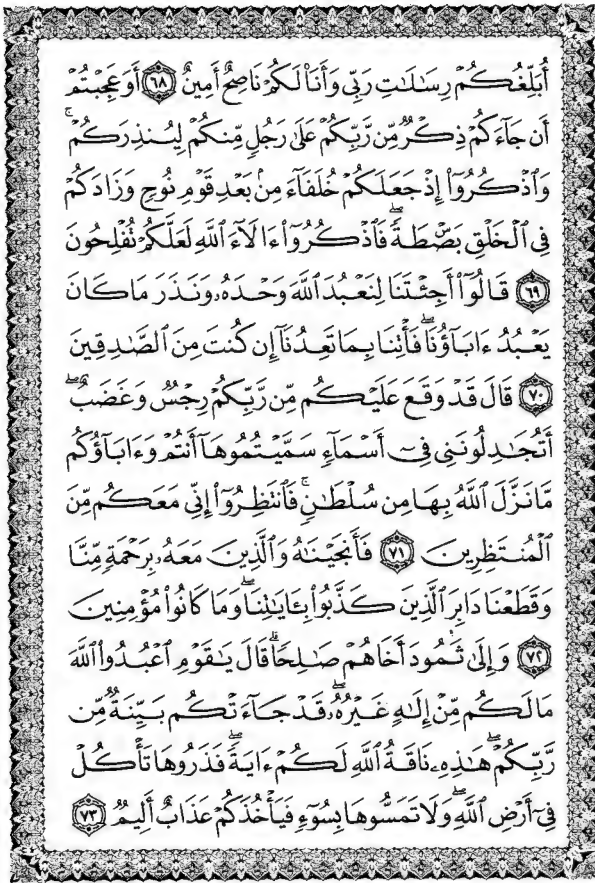 أُبَلِّغُكُمْ رِسَٰلَٰتِ رَبِّى وَأَنَا۠ لَكُمْ نَاصِحٌ أَمِينٌ ٦٨ أَوَعَجِبْتُمْ
أَن جَآءَكُمْ ذِكْرٌ مِّن رَّبِّكُمْ عَلَىٰ رَجُلٍ مِّنكُمْ لِيُنذِرَكُمْ ۚ
وَٱذْكُرُوٓا۟ إِذْ جَعَلَكُمْ خُلَفَآءَ مِنۢ بَعْدِ قَوْمِ نُوحٍ وَزَادَكُمْ
فِى ٱلْخَلْقِ بَصْۜطَةً ۖ فَٱذْكُرُوٓا۟ ءَالَآءَ ٱللَّهِ لَعَلَّكُمْ تُفْلِحُونَ
٦٩ قَالُوٓا۟ أَجِئْتَنَا لِنَعْبُدَ ٱللَّهَ وَحْدَهُۥ وَنَذَرَ مَا كَانَ
يَعْبُدُ ءَابَآؤُنَا ۖ فَأْتِنَا بِمَا تَعِدُنَآ إِن كُنتَ مِنَ ٱلصَّٰدِقِينَ
٧٠ قَالَ قَدْ وَقَعَ عَلَيْكُم مِّن رَّبِّكُمْ رِجْسٌ وَغَضَبٌ ۖ
أَتُجَٰدِلُونَنِى فِىٓ أَسْمَآءٍ سَمَّيْتُمُوهَآ أَنتُمْ وَءَابَآؤُكُم
مَّا نَزَّلَ ٱللَّهُ بِهَا مِن سُلْطَٰنٍ ۚ فَٱنتَظِرُوٓا۟ إِنِّى مَعَكُم مِّنَ
ٱلْمُنتَظِرِينَ ٧١ فَأَنجَيْنَٰهُ وَٱلَّذِينَ مَعَهُۥ بِرَحْمَةٍ مِّنَّا
وَقَطَعْنَا دَابِرَ ٱلَّذِينَ كَذَّبُوا۟ بِـَٔايَٰتِنَا ۖ وَمَا كَانُوا۟ مُؤْمِنِينَ
٧٢ وَإِلَىٰ ثَمُودَ أَخَاهُمْ صَٰلِحًا ۗ قَالَ يَٰقَوْمِ ٱعْبُدُوا۟ ٱللَّهَ
مَا لَكُم مِّنْ إِلَٰهٍ غَيْرُهُۥ ۖ قَدْ جَآءَتْكُم بَيِّنَةٌ مِّن
رَّبِّكُمْ ۖ هَٰذِهِۦ نَاقَةُ ٱللَّهِ لَكُمْ ءَايَةً ۖ فَذَرُوهَا تَأْكُلْ
فِىٓ أَرْضِ ٱللَّهِ ۖ وَلَا تَمَسُّوهَا بِسُوٓءٍ فَيَأْخُذَكُمْ عَذَابٌ أَلِيمٌ ٧٣